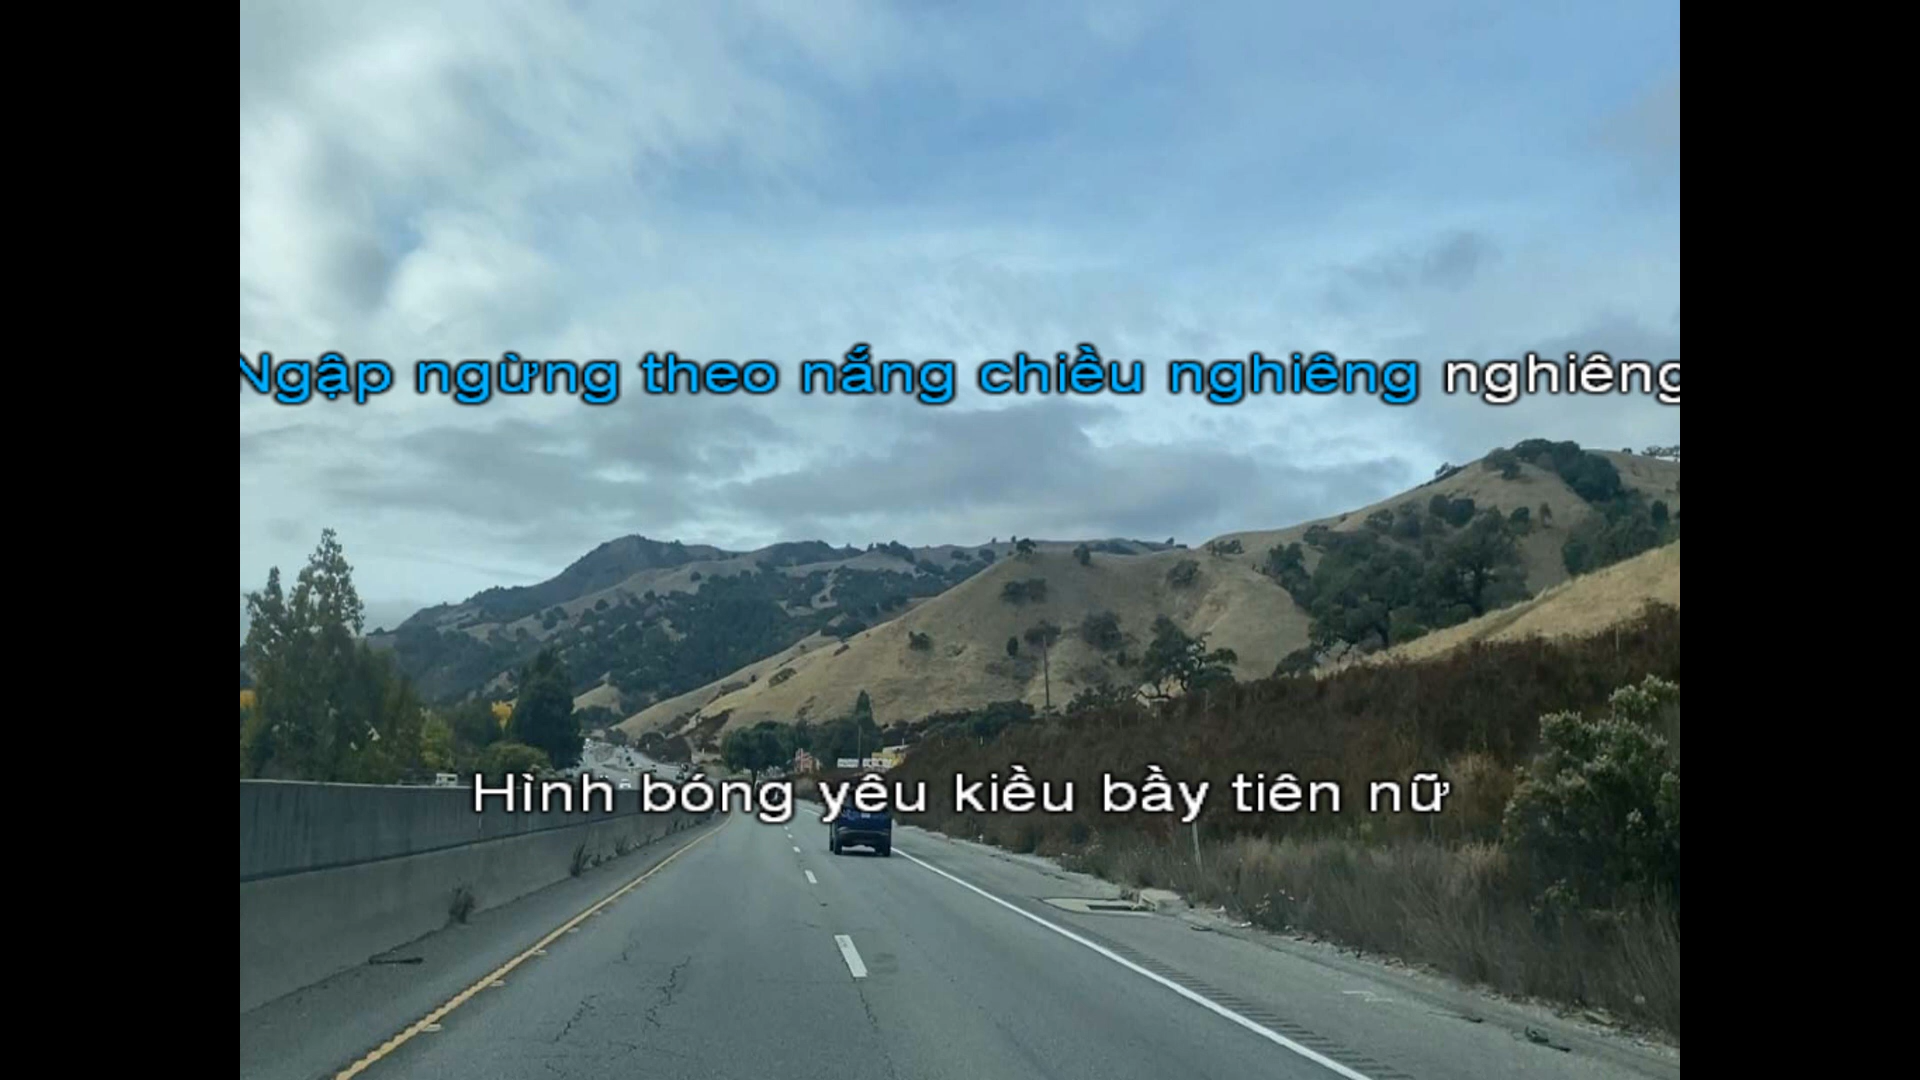 Ngập ngừng theo nắng chiều nghiêng nghiêng
Hình bóng yêu kiều bầy tiên nữ